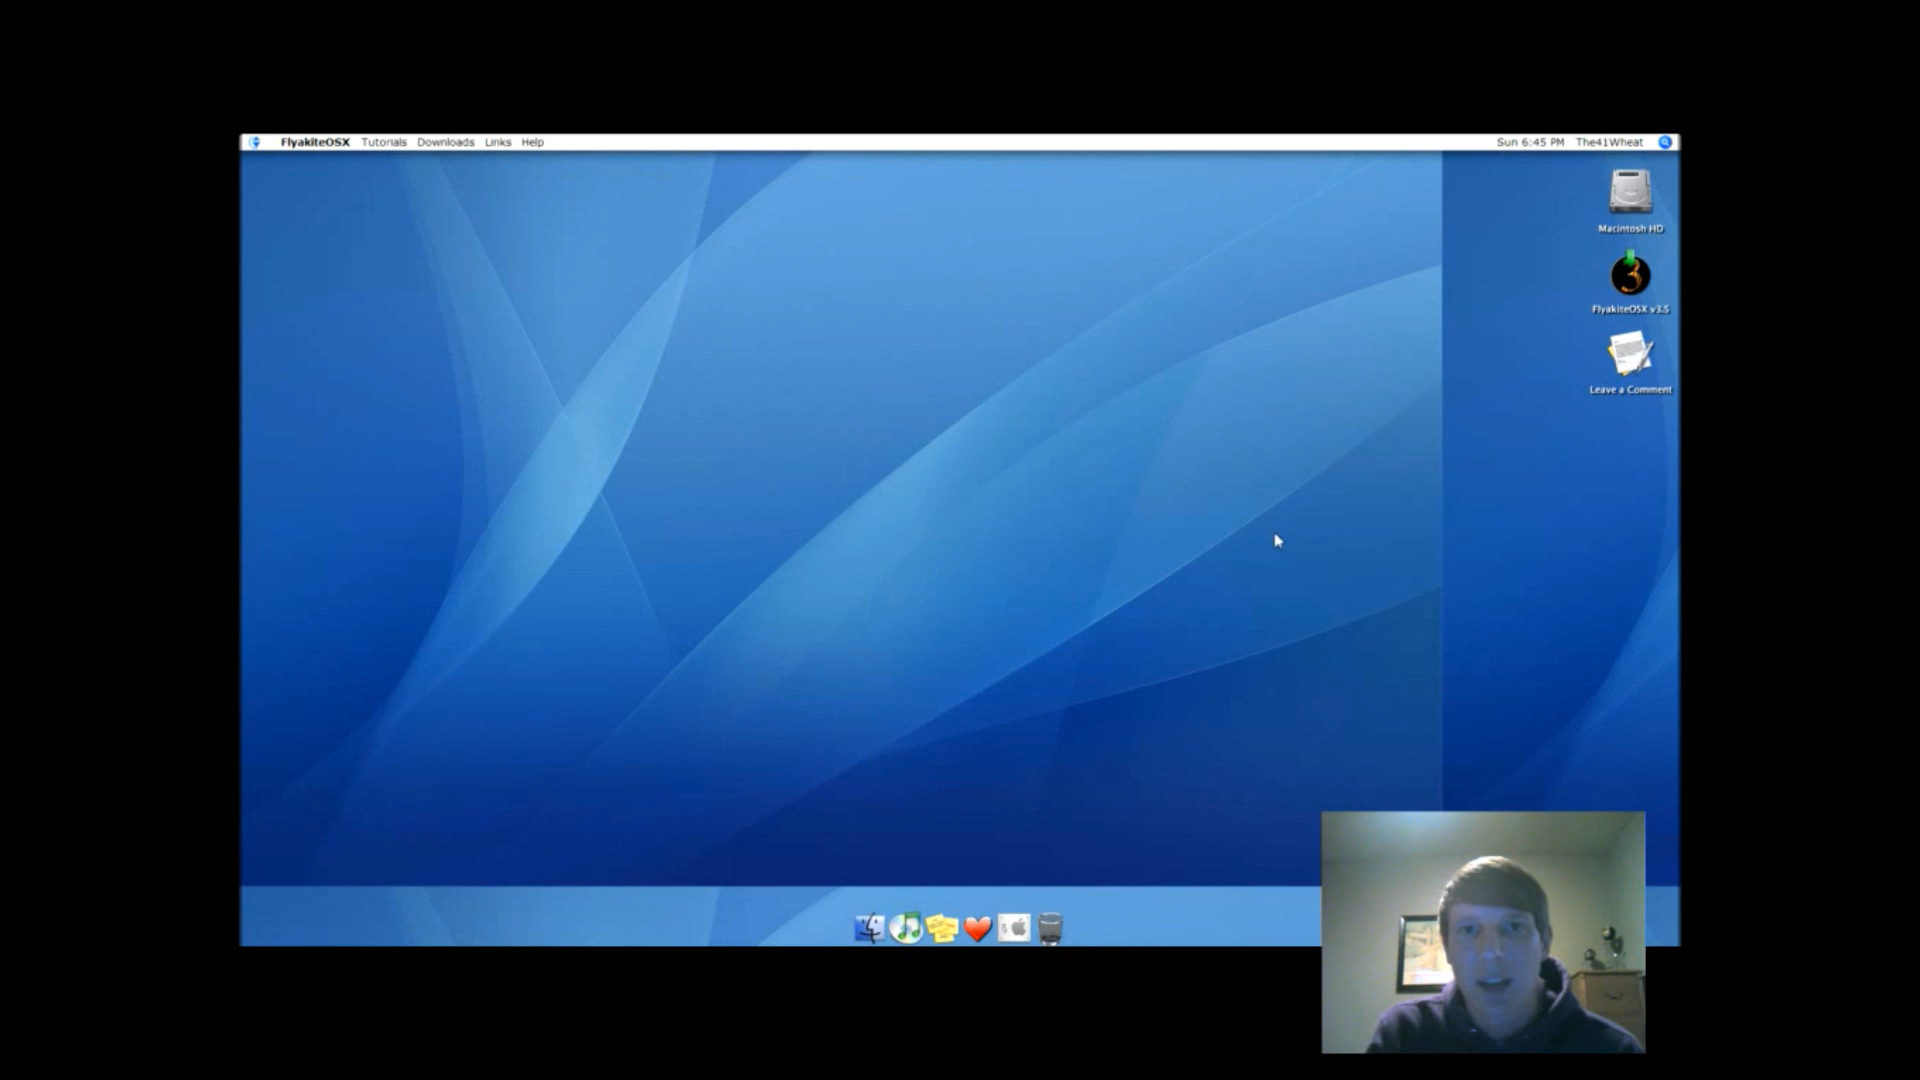 FlyakiteOSX Tutorials Downloads Links Help
Sun 6:45 PM The41Wheat
Macintosh HD
FlyakiteOSX v3.5
Leave a Comment